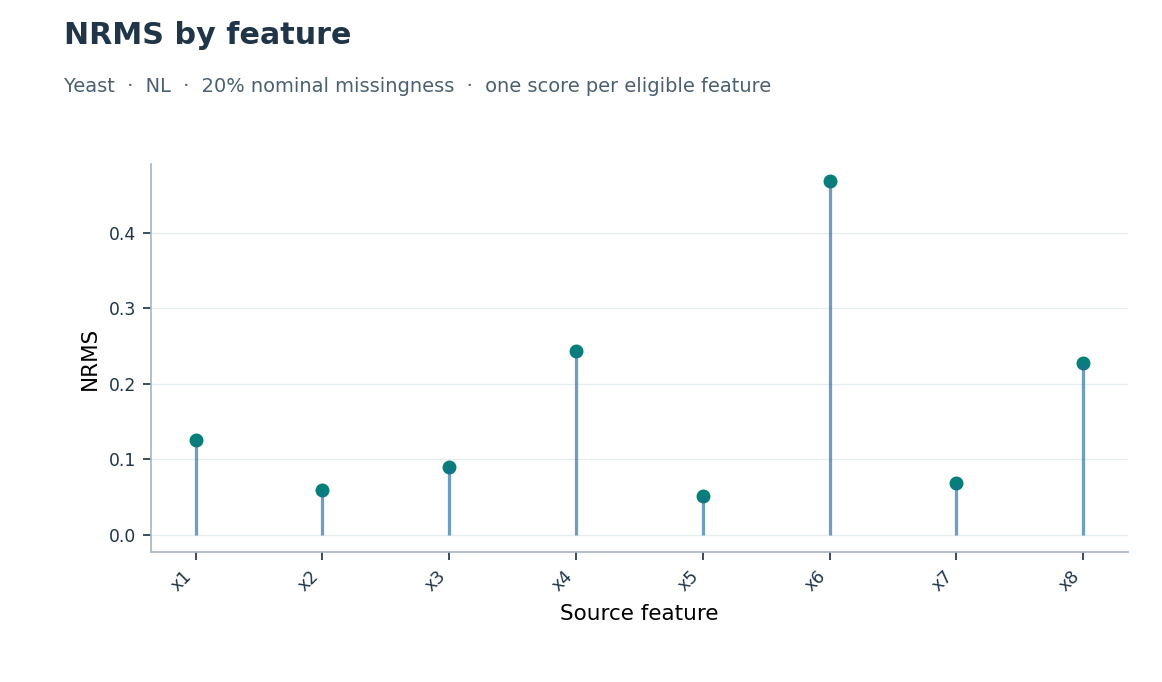 NRMS by feature
Yeast · NL · 20% nominal missingness · one score per eligible feature
NRMS
0.4
0.3
0.2
0.1
0.0
x1 x2 x3 x4 x5 x6 x7 x8
Source feature